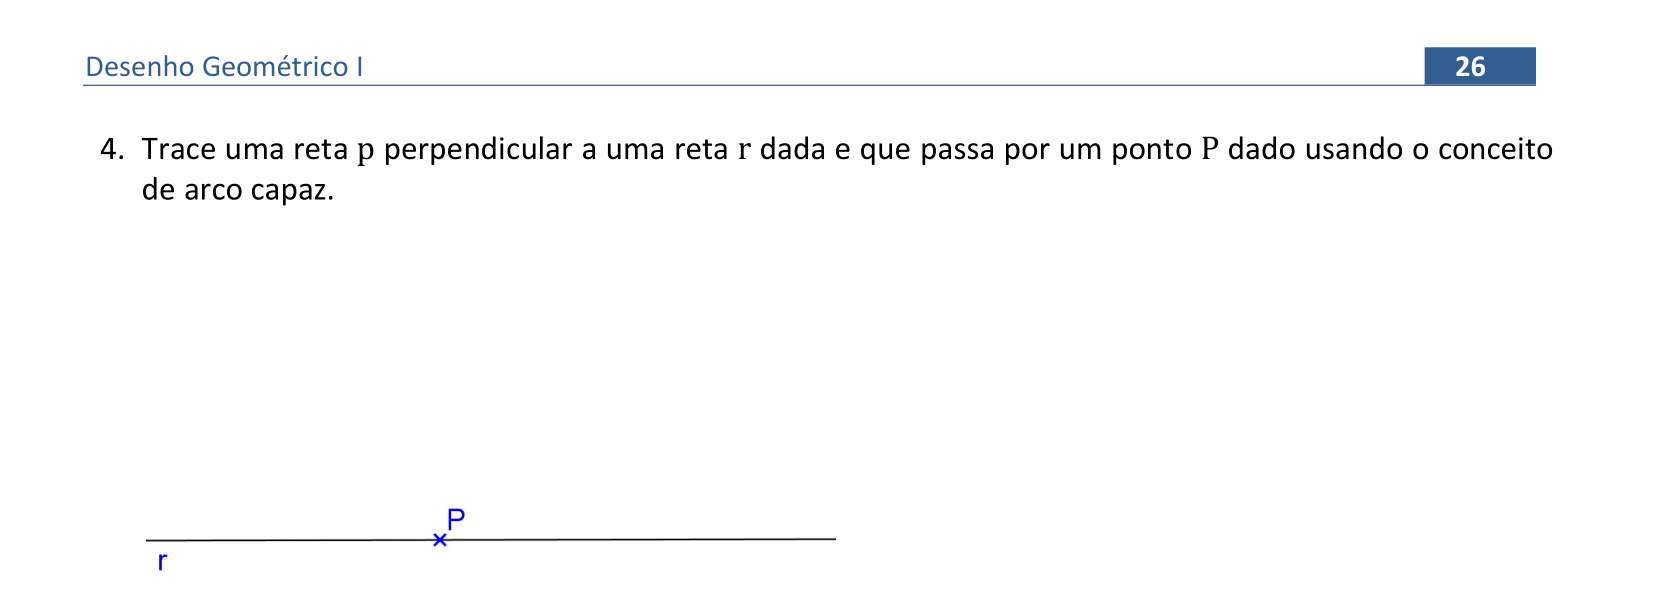 Desenho Geométrico I
26
4. Trace uma reta p perpendicular a uma reta r dada e que passa por um ponto P dado usando o conceito
de arco capaz.
P
r